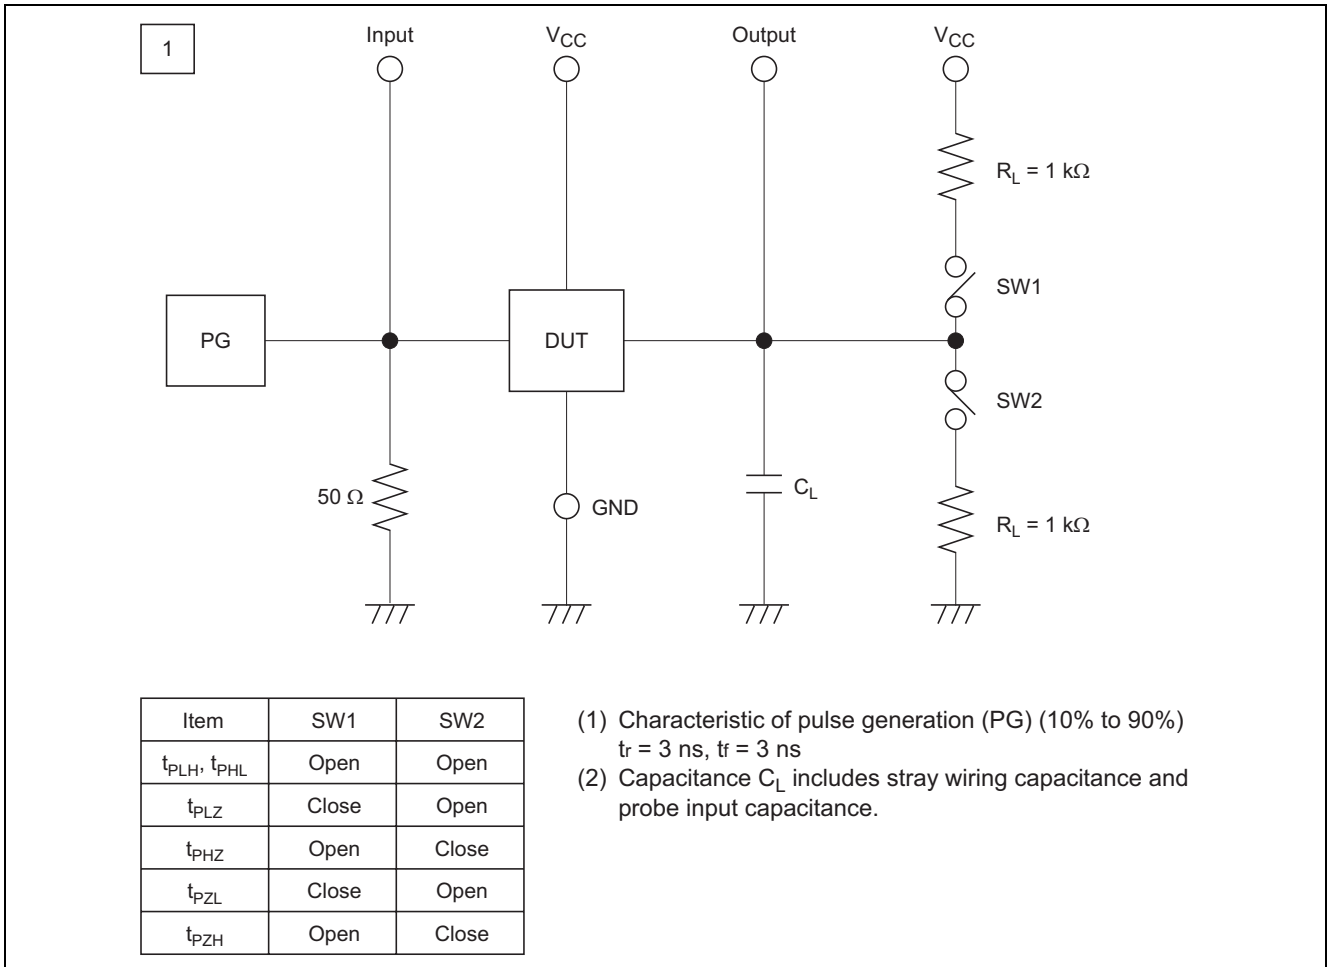 1
Input
VCC
Output
VCC
RL = 1 kΩ
SW1
PG
DUT
SW2
50 Ω
GND
CL
RL = 1 kΩ
Item SW1 SW2
tPLH, tPHL Open Open
tPLZ Close Open
tPHZ Open Close
tPZL Close Open
tPZH Open Close
(1) Characteristic of pulse generation (PG) (10% to 90%)
tr = 3 ns, tf = 3 ns
(2) Capacitance CL includes stray wiring capacitance and
probe input capacitance.